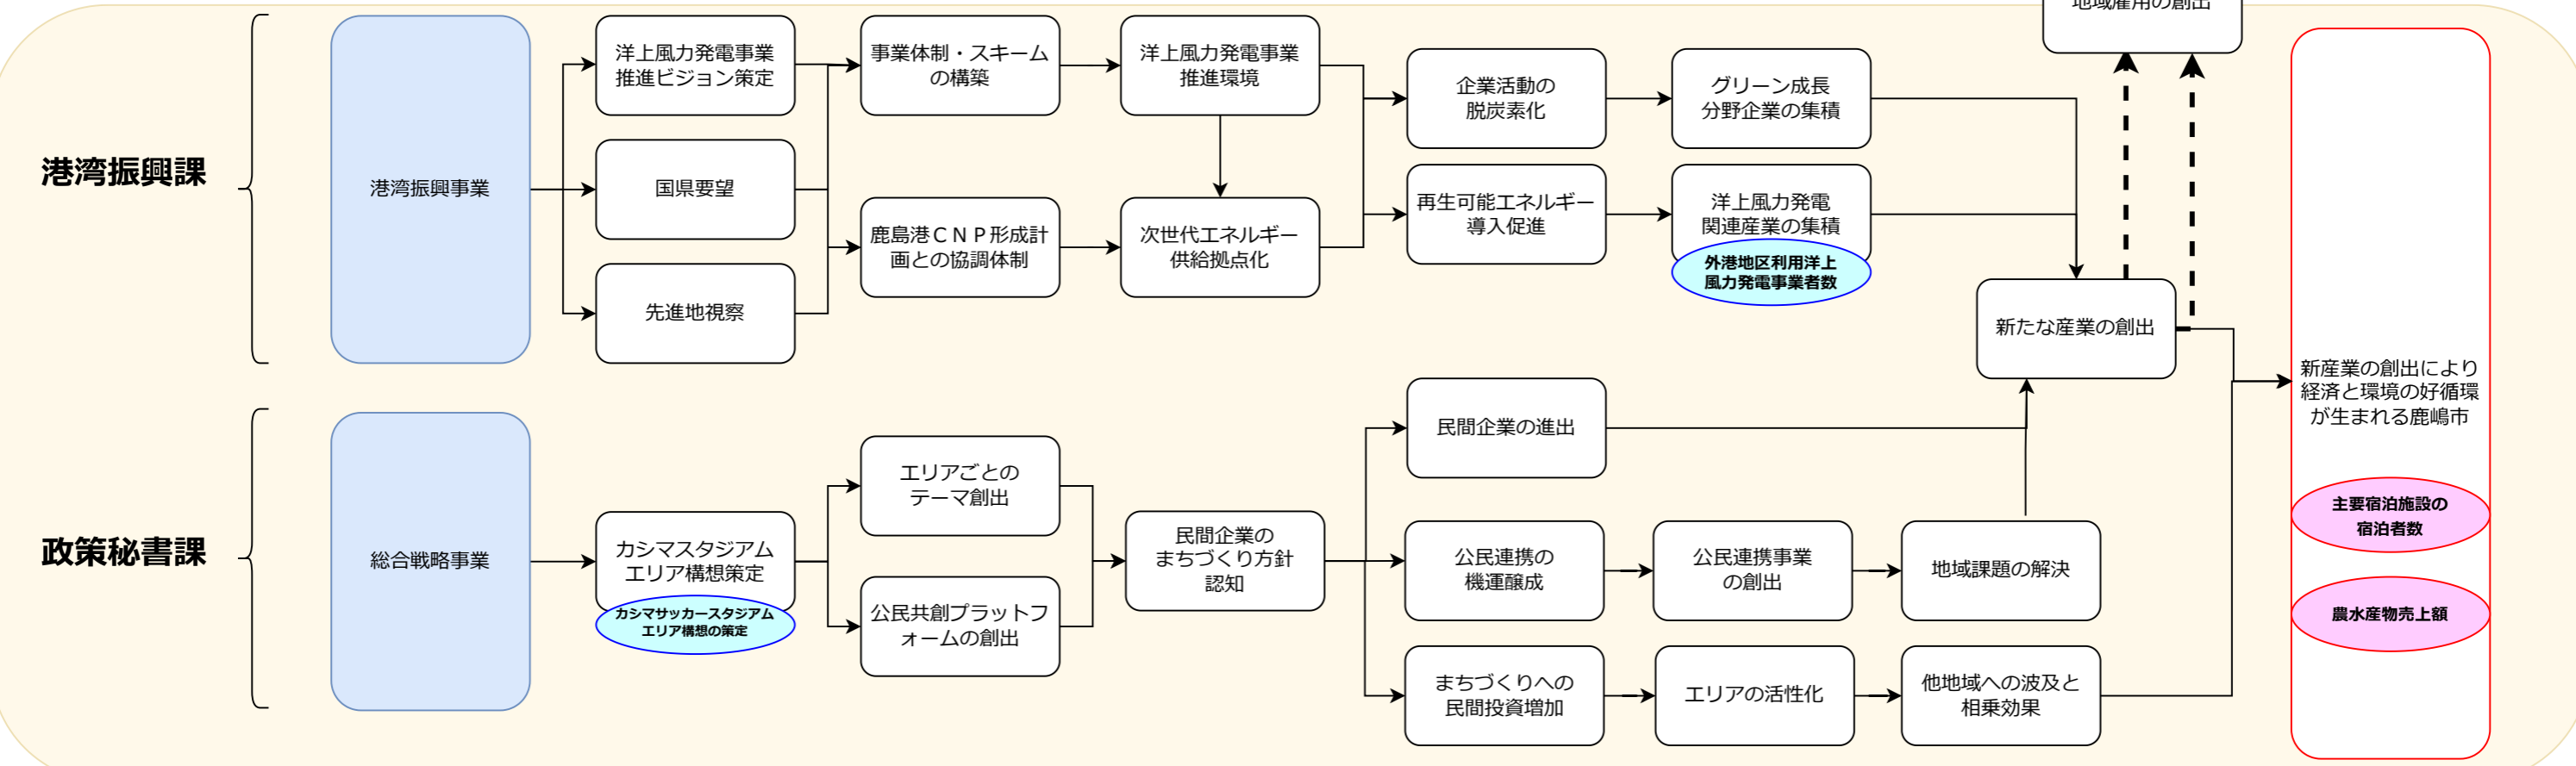 地域雇用の創出
港湾振興課
港湾振興事業
洋上風力発電事業
推進ビジョン策定
国県要望
先進地視察
事業体制・スキーム
の構築
鹿島港ＣＮＰ形成計
画との協調体制
洋上風力発電事業
推進環境
次世代エネルギー
供給拠点化
企業活動の
脱炭素化
再生可能エネルギー
導入促進
グリーン成長
分野企業の集積
洋上風力発電
関連産業の集積
外港地区利用洋上
風力発電事業者数
新たな産業の創出
新産業の創出により
経済と環境の好循環
が生まれる鹿嶋市
主要宿泊施設の
宿泊者数
農水産物売上額
政策秘書課
総合戦略事業
カシマスタジアム
エリア構想策定
カシマサッカースタジアム
エリア構想の策定
エリアごとの
テーマ創出
公民共創プラットフ
ォームの創出
民間企業の
まちづくり方針
認知
民間企業の進出
公民連携の
機運醸成
公民連携事業
の創出
地域課題の解決
まちづくりへの
民間投資増加
エリアの活性化
他地域への波及と
相乗効果